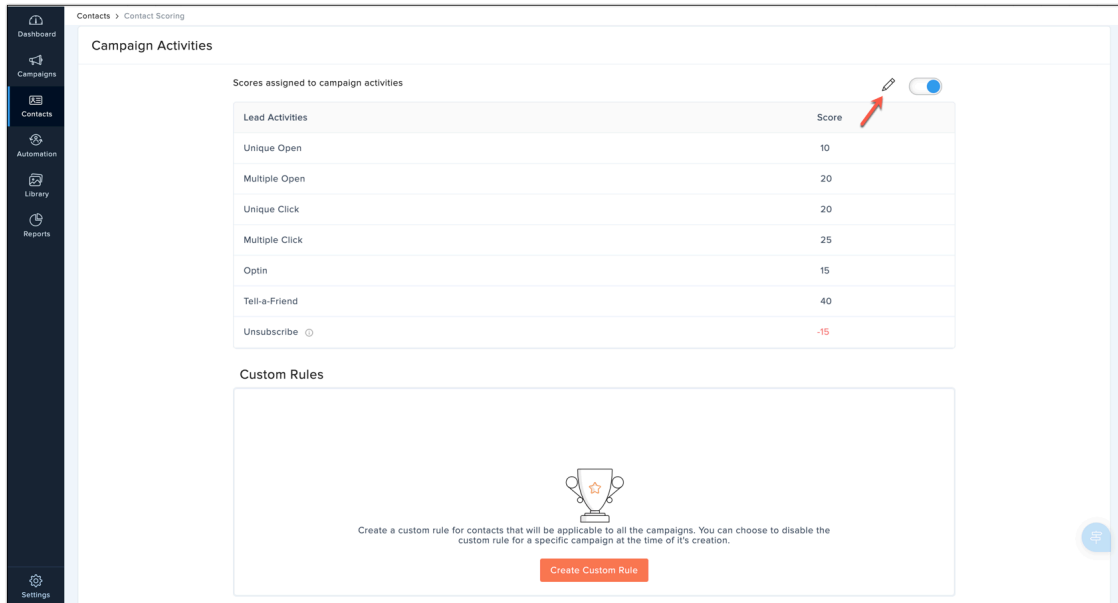 Contacts > Contact Scoring
Dashboard
Campaigns
Contacts
Automation
Library
Reports
Settings
Campaign Activities
Scores assigned to campaign activities
Lead Activities Score
Unique Open 10
Multiple Open 20
Unique Click 20
Multiple Click 25
Optin 15
Tell-a-Friend 40
Unsubscribe -15
Custom Rules
Create a custom rule for contacts that will be applicable to all the campaigns. You can choose to disable the
custom rule for a specific campaign at the time of it's creation.
Create Custom Rule